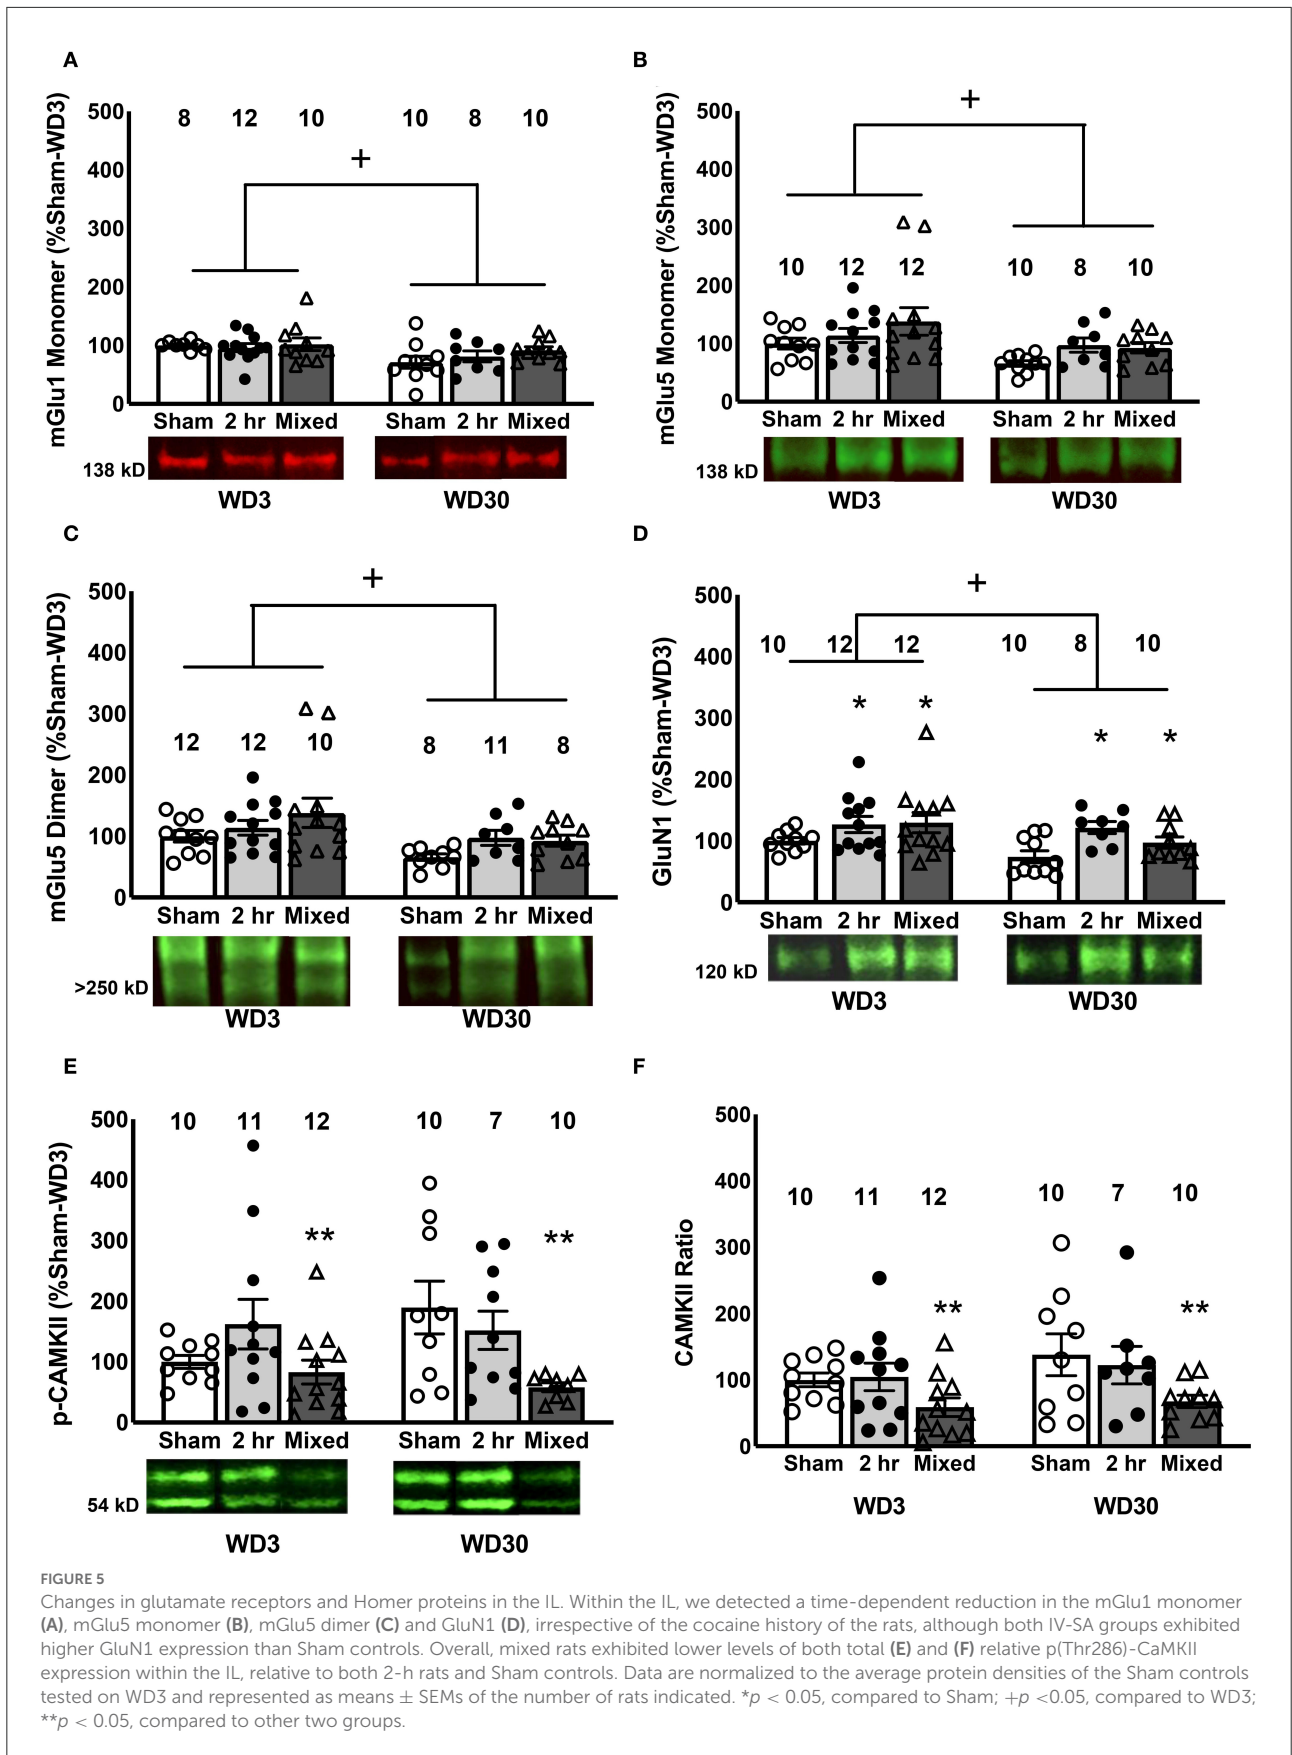 A
mGlu1 Monomer (%Sham-WD3)
500
400
300
200
100
0
8 12 10 10 8 10
+
Sham 2 hr Mixed Sham 2 hr Mixed
138 kD
WD3 WD30
B
mGlu5 Monomer (%Sham-WD3)
500
400
300
200
100
0
+
10 12 12 10 8 10
Sham 2 hr Mixed Sham 2 hr Mixed
138 kD
WD3 WD30
C
mGlu5 Dimer (%Sham-WD3)
500
400
300
200
100
0
+
12 12 10 8 11 8
Sham 2 hr Mixed Sham 2 hr Mixed
>250 kD
WD3 WD30
D
GluN1 (%Sham-WD3)
500
400
300
200
100
0
+
10 12 12 10 8 10
* * * *
Sham 2 hr Mixed Sham 2 hr Mixed
120 kD
WD3 WD30
E
p-CAMKII (%Sham-WD3)
500
400
300
200
100
0
10 11 12 10 7 10
** **
Sham 2 hr Mixed Sham 2 hr Mixed
54 kD
WD3 WD30
F
CAMKII Ratio
500
400
300
200
100
0
10 11 12 10 7 10
** **
Sham 2 hr Mixed Sham 2 hr Mixed
WD3 WD30
FIGURE 5
Changes in glutamate receptors and Homer proteins in the IL. Within the IL, we detected a time-dependent reduction in the mGlu1 monomer
(A), mGlu5 monomer (B), mGlu5 dimer (C) and GluN1 (D), irrespective of the cocaine history of the rats, although both IV-SA groups exhibited
higher GluN1 expression than Sham controls. Overall, mixed rats exhibited lower levels of both total (E) and (F) relative p(Thr286)-CaMKII
expression within the IL, relative to both 2-h rats and Sham controls. Data are normalized to the average protein densities of the Sham controls
tested on WD3 and represented as means ± SEMs of the number of rats indicated. *p < 0.05, compared to Sham; +p <0.05, compared to WD3;
**p < 0.05, compared to other two groups.